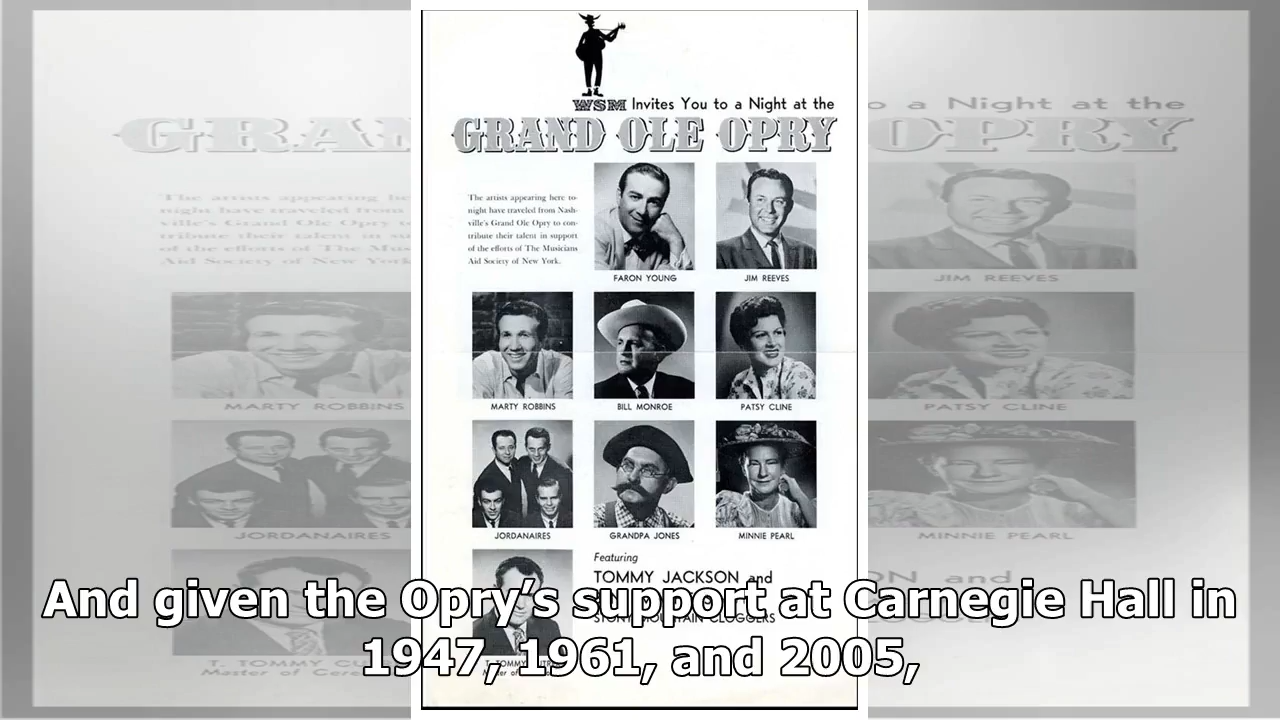 WSM Invites You to a Night at the
GRAND OLE OPRY
The artists appearing here to-
night have traveled from Nash-
ville's Grand Ole Opry to con-
tribute their talent in support
of the efforts of The Musicians
Aid Society of New York.
FARON YOUNG
JIM REEVES
MARTY ROBBINS
BILL MONROE
PATSY CLINE
JORDANAIRES
GRANDPA JONES
MINNIE PEARL
Featuring
TOMMY JACKSON and
STONY MOUNTAIN CLOGGERS
And given the Opry's support at Carnegie Hall in
1947, 1961, and 2005,